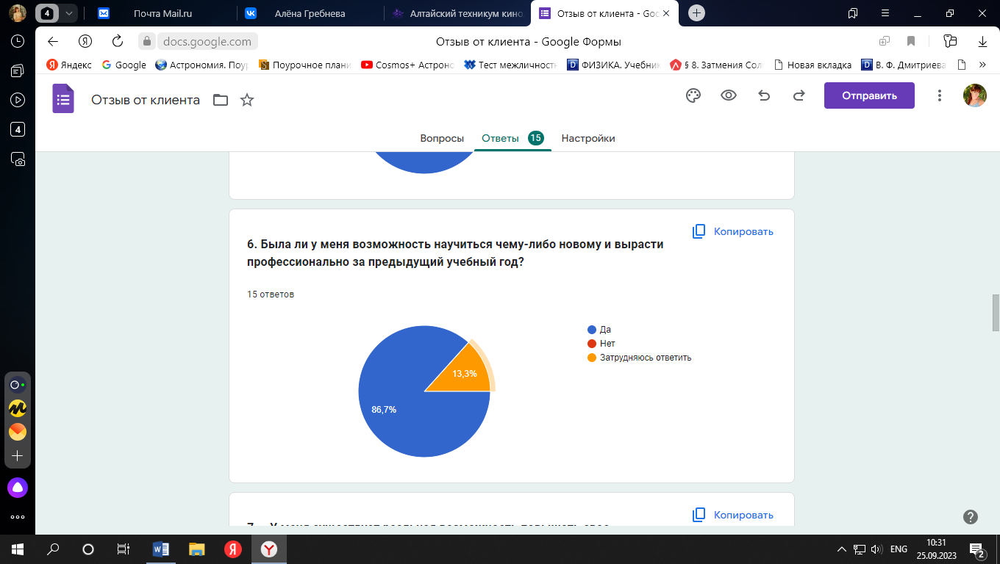 4
Почта Mail.ru
Алёна Гребнева
Алтайский техникум кино
Отзыв от клиента - Goo
docs.google.com
Отзыв от клиента - Google Формы
Яндекс
Google
Астрономия. Поур
Поурочное плани
Cosmos+ Астроно
Тест межличност
ФИЗИКА. Учебник
§ 8. Затмения Сол
Новая вкладка
В. Ф. Дмитриева
»
4
Отзыв от клиента
Отправить
Вопросы
Ответы 15
Настройки
Копировать
6. Была ли у меня возможность научиться чему-либо новому и вырасти
профессионально за предыдущий учебный год?
15 ответов
Да
Нет
Затрудняюсь ответить
13,3%
86,7%
Копировать
ENG
10:31
25.09.2023
2